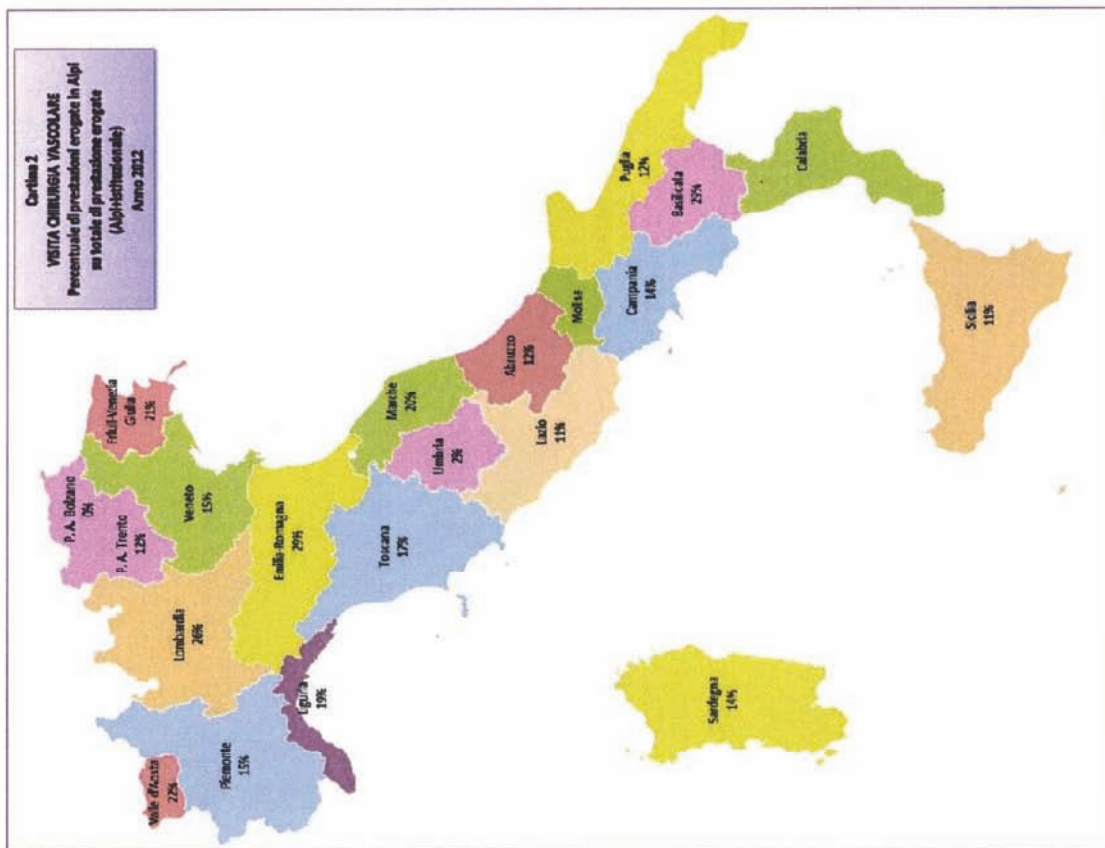 Cartina 2
VISITA CHIRURGIA VASCOLARE
Percentuale di prestazioni erogate in Alpi
su totale di prestazione erogate
(Alpi+Istituzionale)
Anno 2012
P. A. Bolzano
0%
P. A. Trento
12%
Friuli-Venezia
Giulia
21%
Valle d'Aosta
22%
Piemonte
15%
Lombardia
26%
Veneto
15%
Liguria
19%
Emilia-Romagna
29%
Toscana
17%
Marche
20%
Umbria
2%
Lazio
11%
Abruzzo
12%
Molise
Campania
14%
Puglia
12%
Basilicata
Calabria
Sicilia
11%
Sardegna
14%